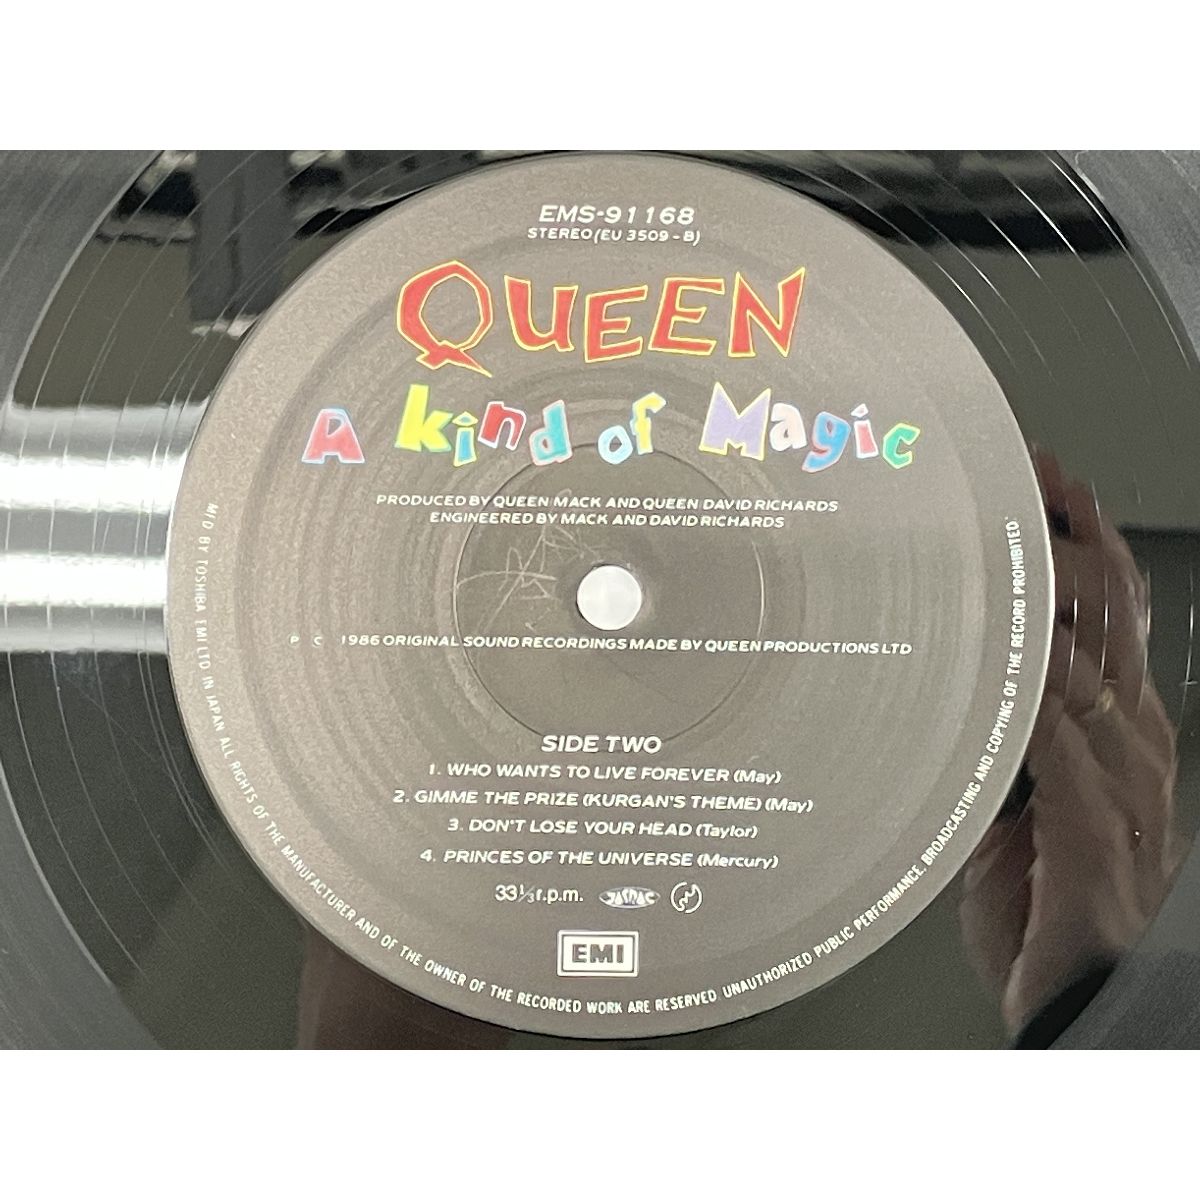 EMS-91168
STEREO (EU 3509-B)
QUEEN
A kind of Magic
PRODUCED BY QUEEN/MACK AND QUEEN/DAVID RICHARDS
ENGINEERED BY MACK AND DAVID RICHARDS
P C 1986 ORIGINAL SOUND RECORDINGS MADE BY QUEEN PRODUCTIONS LTD
SIDE TWO
1. WHO WANTS TO LIVE FOREVER (May)
2. GIMME THE PRIZE (KURGAN'S THEME) (May)
3. DON'T LOSE YOUR HEAD (Taylor)
4. PRINCES OF THE UNIVERSE (Mercury)
33⅓ r.p.m. JASRAC
EMI
M/D BY TOSHIBA EMI LTD IN JAPAN ALL RIGHTS OF THE MANUFACTURER AND OF THE OWNER OF THE RECORDED WORK ARE RESERVED. UNAUTHORIZED PUBLIC PERFORMANCE, BROADCASTING AND COPYING OF THE RECORD PROHIBITED.